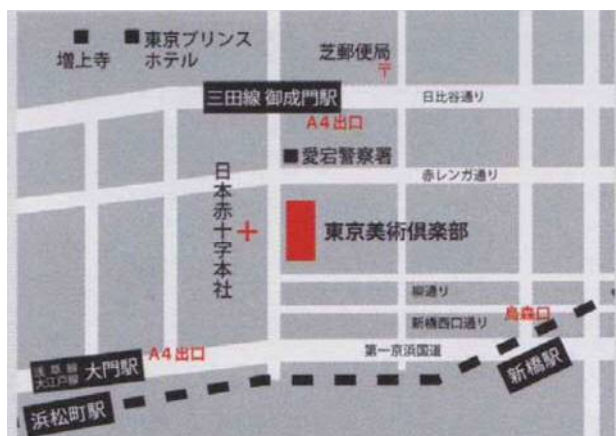 東京プリンス
ホテル
増上寺
芝郵便局
〒
三田線 御成門駅
日比谷通り
A4出口
愛宕警察署
赤レンガ通り
日本赤十字本社
東京美術倶楽部
柳通り
烏森口
新橋西口通り
A4出口
第一京浜国道
浅草線
大江戸線
大門駅
新橋駅
浜松町駅